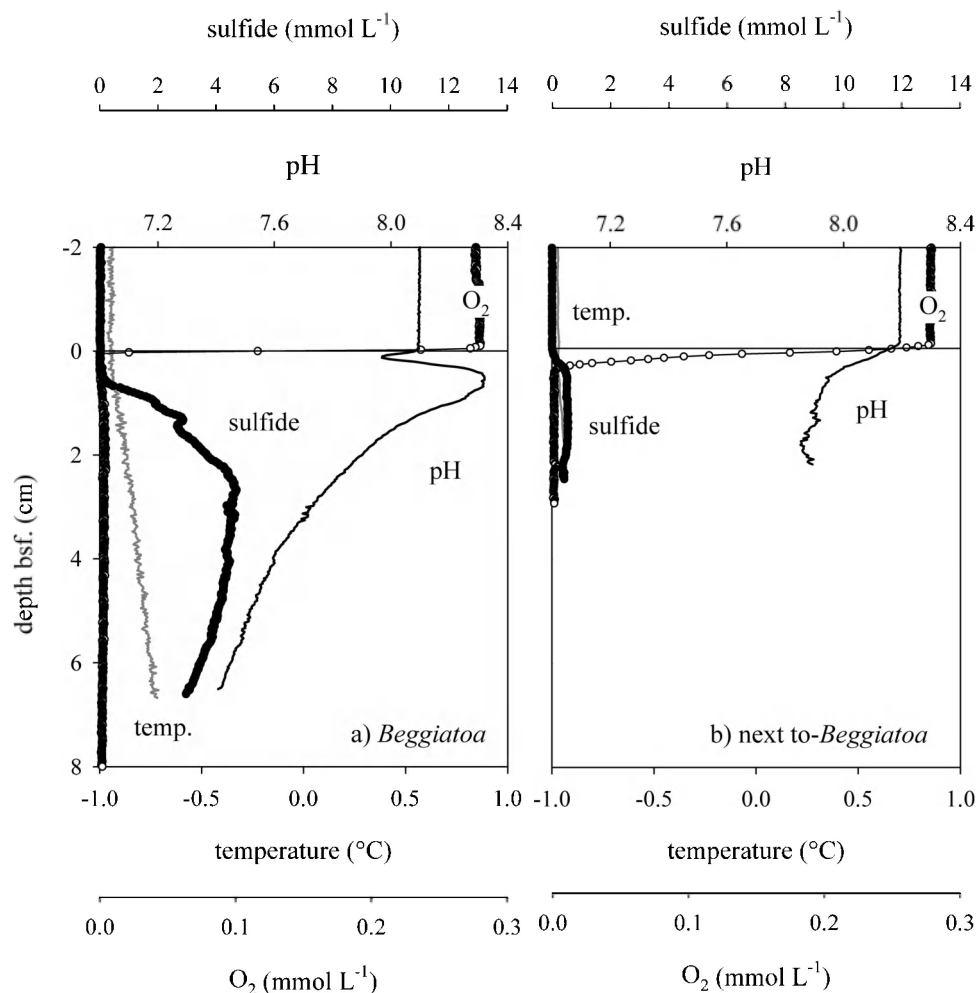 sulfide (mmol L-1) sulfide (mmol L-1)
0 2 4 6 8 10 12 14 0 2 4 6 8 10 12 14
pH pH
7.2 7.6 8.0 8.4 7.2 7.6 8.0 8.4
-2
O2 O2
temp.
0
sulfide sulfide
pH pH
2
4
depth bsf. (cm)
6
temp. a) Beggiatoa b) next to-Beggiatoa
8
-1.0 -0.5 0.0 0.5 -1.0 -0.5 0.0 0.5 1.0
temperature (°C) temperature (°C)
0.0 0.1 0.2 0.3 0.0 0.1 0.2 0.3
O2 (mmol L-1) O2 (mmol L-1)